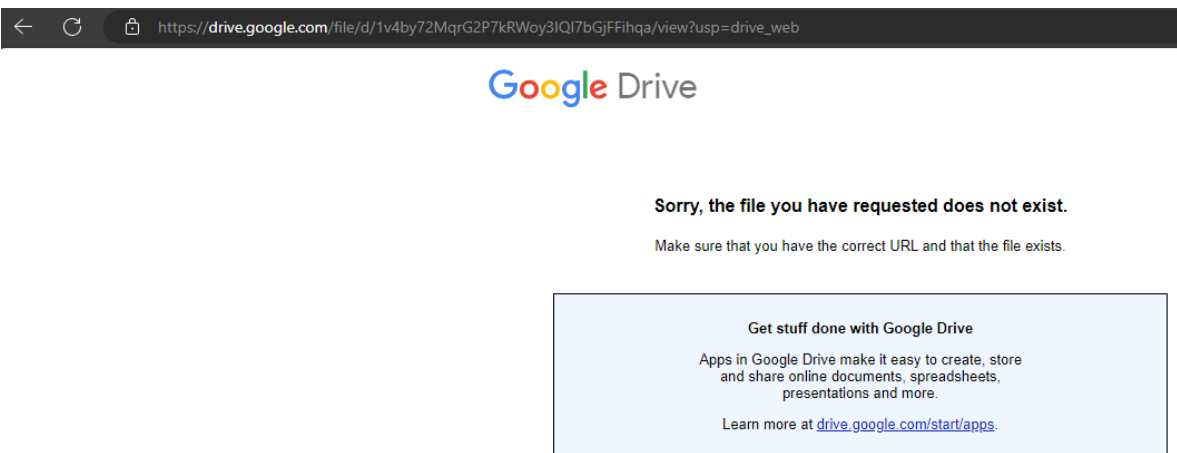 https://drive.google.com/file/d/1v4by72MqrG2P7kRWoy3IQI7bGjFFihqa/view?usp=drive_web
Google Drive
Sorry, the file you have requested does not exist.
Make sure that you have the correct URL and that the file exists.
Get stuff done with Google Drive
Apps in Google Drive make it easy to create, store
and share online documents, spreadsheets,
presentations and more.
Learn more at drive.google.com/start/apps.